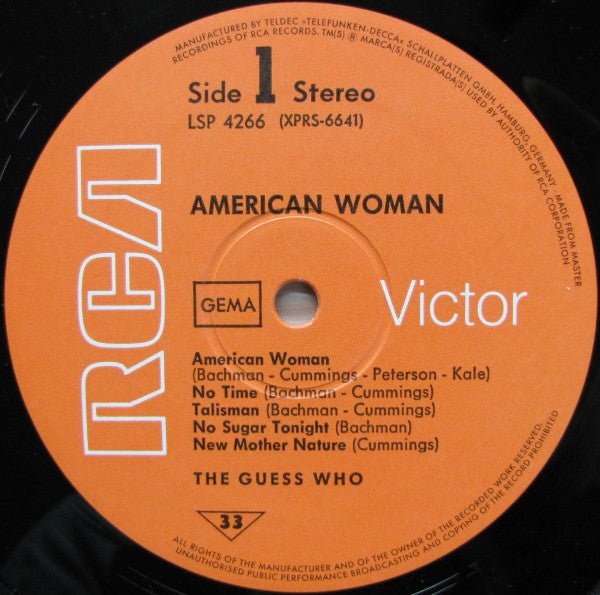 MANUFACTURED BY TELDEC »TELEFUNKEN-DECCA« SCHALLPLATTEN GMBH, HAMBURG, GERMANY · MADE FROM MASTER
RECORDINGS OF RCA RECORDS. TM(S) ® MARCA(S) REGISTRADA(S) USED BY AUTHORITY OF RCA CORPORATION
Side 1 Stereo
LSP 4266 (XPRS-6641)
AMERICAN WOMAN
RCA
GEMA
Victor
American Woman
(Bachman - Cummings - Peterson - Kale)
No Time (Bachman - Cummings)
Talisman (Bachman - Cummings)
No Sugar Tonight (Bachman)
New Mother Nature (Cummings)
THE GUESS WHO
33
ALL RIGHTS OF THE MANUFACTURER AND OF THE OWNER OF THE RECORDED WORK RESERVED.
UNAUTHORISED PUBLIC PERFORMANCE BROADCASTING AND COPYING OF THE RECORD PROHIBITED